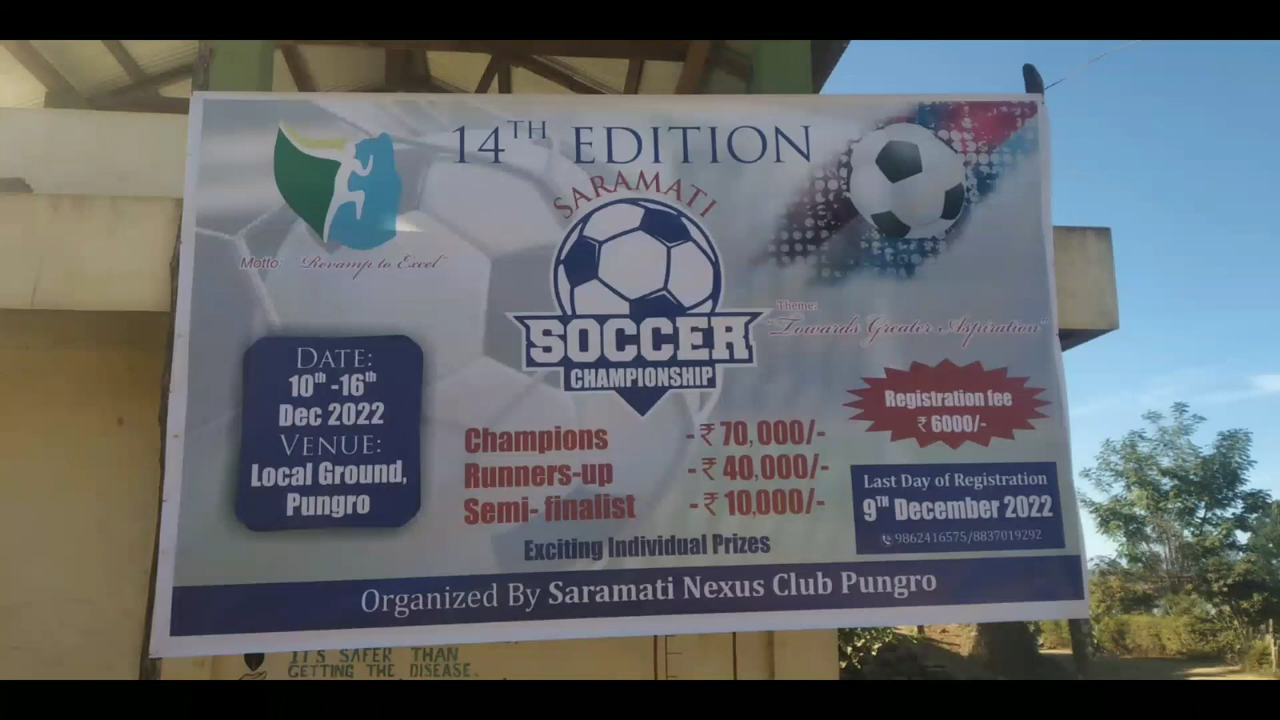 14TH EDITION
SARAMATI
SOCCER
CHAMPIONSHIP
Motto: "Revamp to Excel"
Theme:
"Towards Greater Aspiration"
DATE:
10th -16th
Dec 2022
VENUE:
Local Ground,
Pungro
Champions -₹ 70,000/-
Runners-up -₹ 40,000/-
Semi- finalist -₹ 10,000/-
Exciting Individual Prizes
Registration fee
₹ 6000/-
Last Day of Registration
9TH December 2022
9862416575/8837019292
Organized By Saramati Nexus Club Pungro
IT'S SAFER THAN
GETTING THE DISEASE.